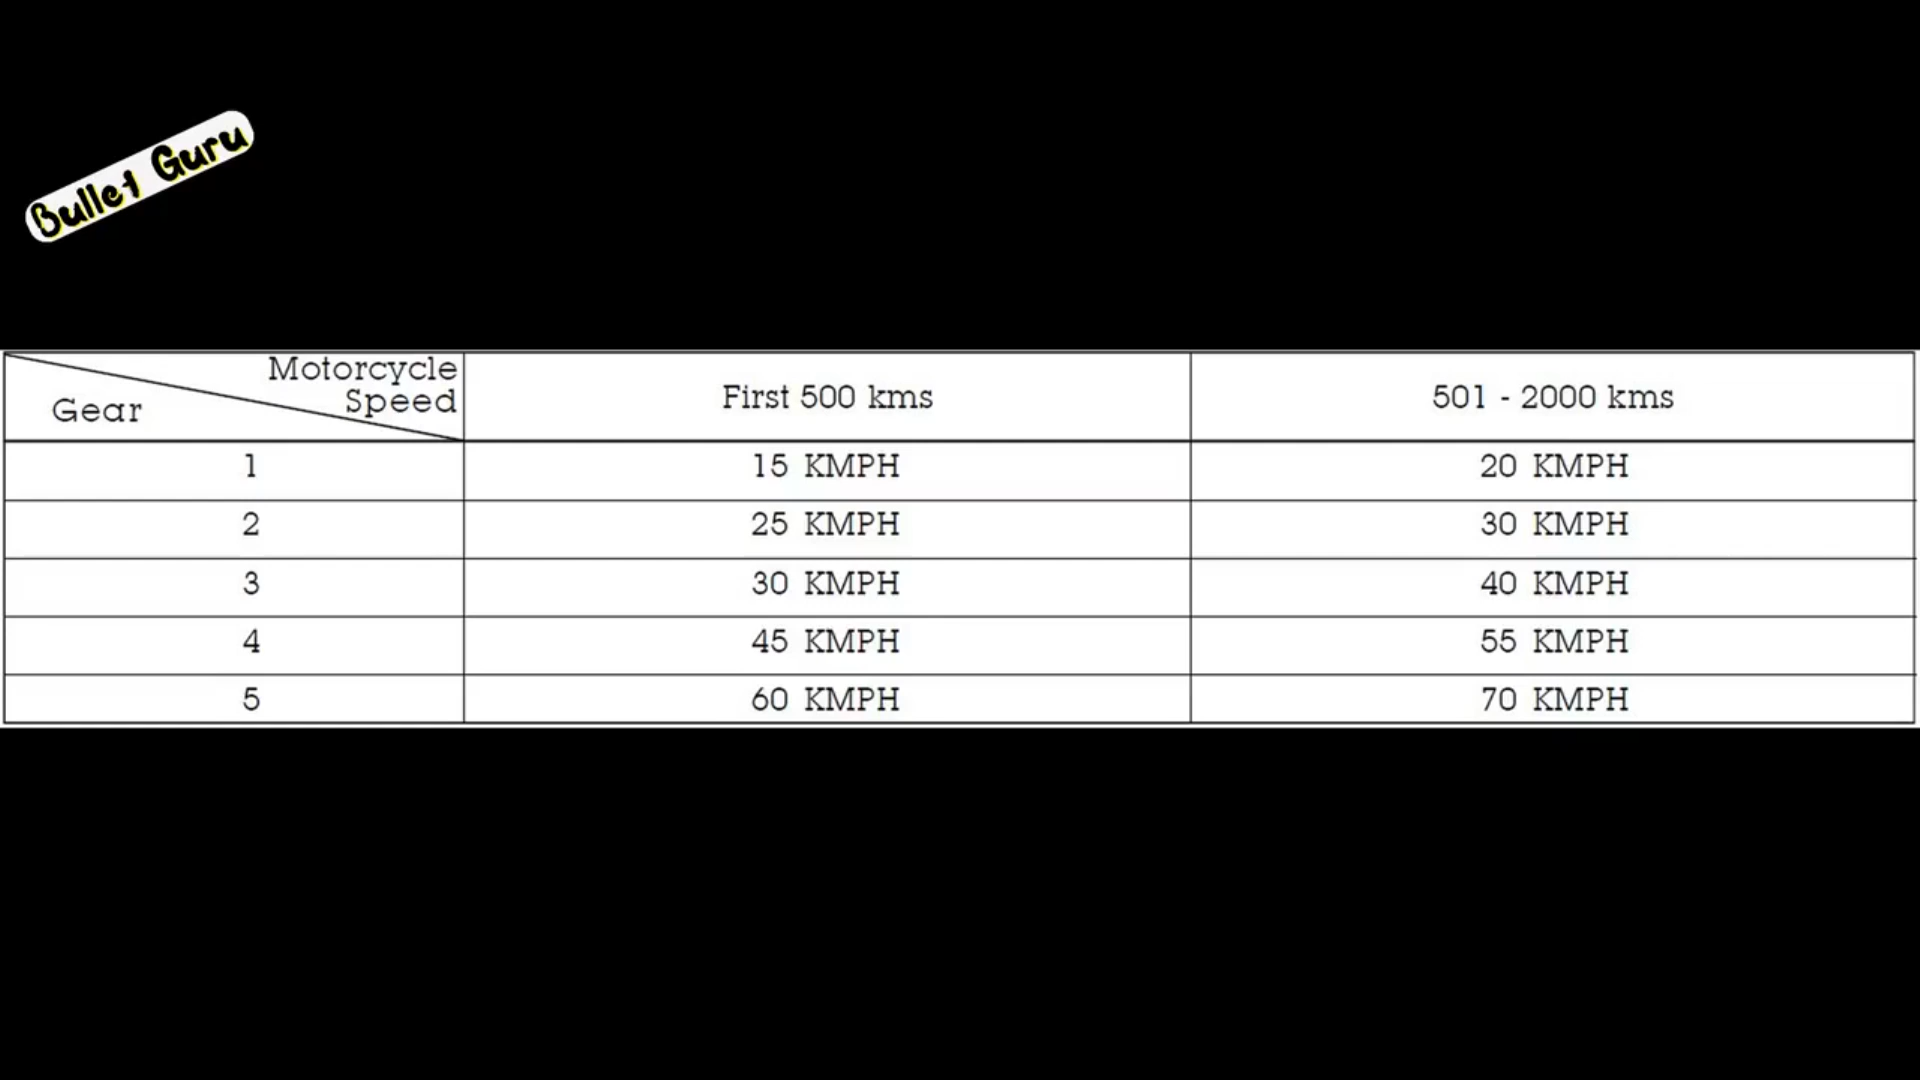 Bullet Guru
Motorcycle
Speed
Gear
First 500 kms
501 - 2000 kms
1 15 KMPH 20 KMPH
2 25 KMPH 30 KMPH
3 30 KMPH 40 KMPH
4 45 KMPH 55 KMPH
5 60 KMPH 70 KMPH